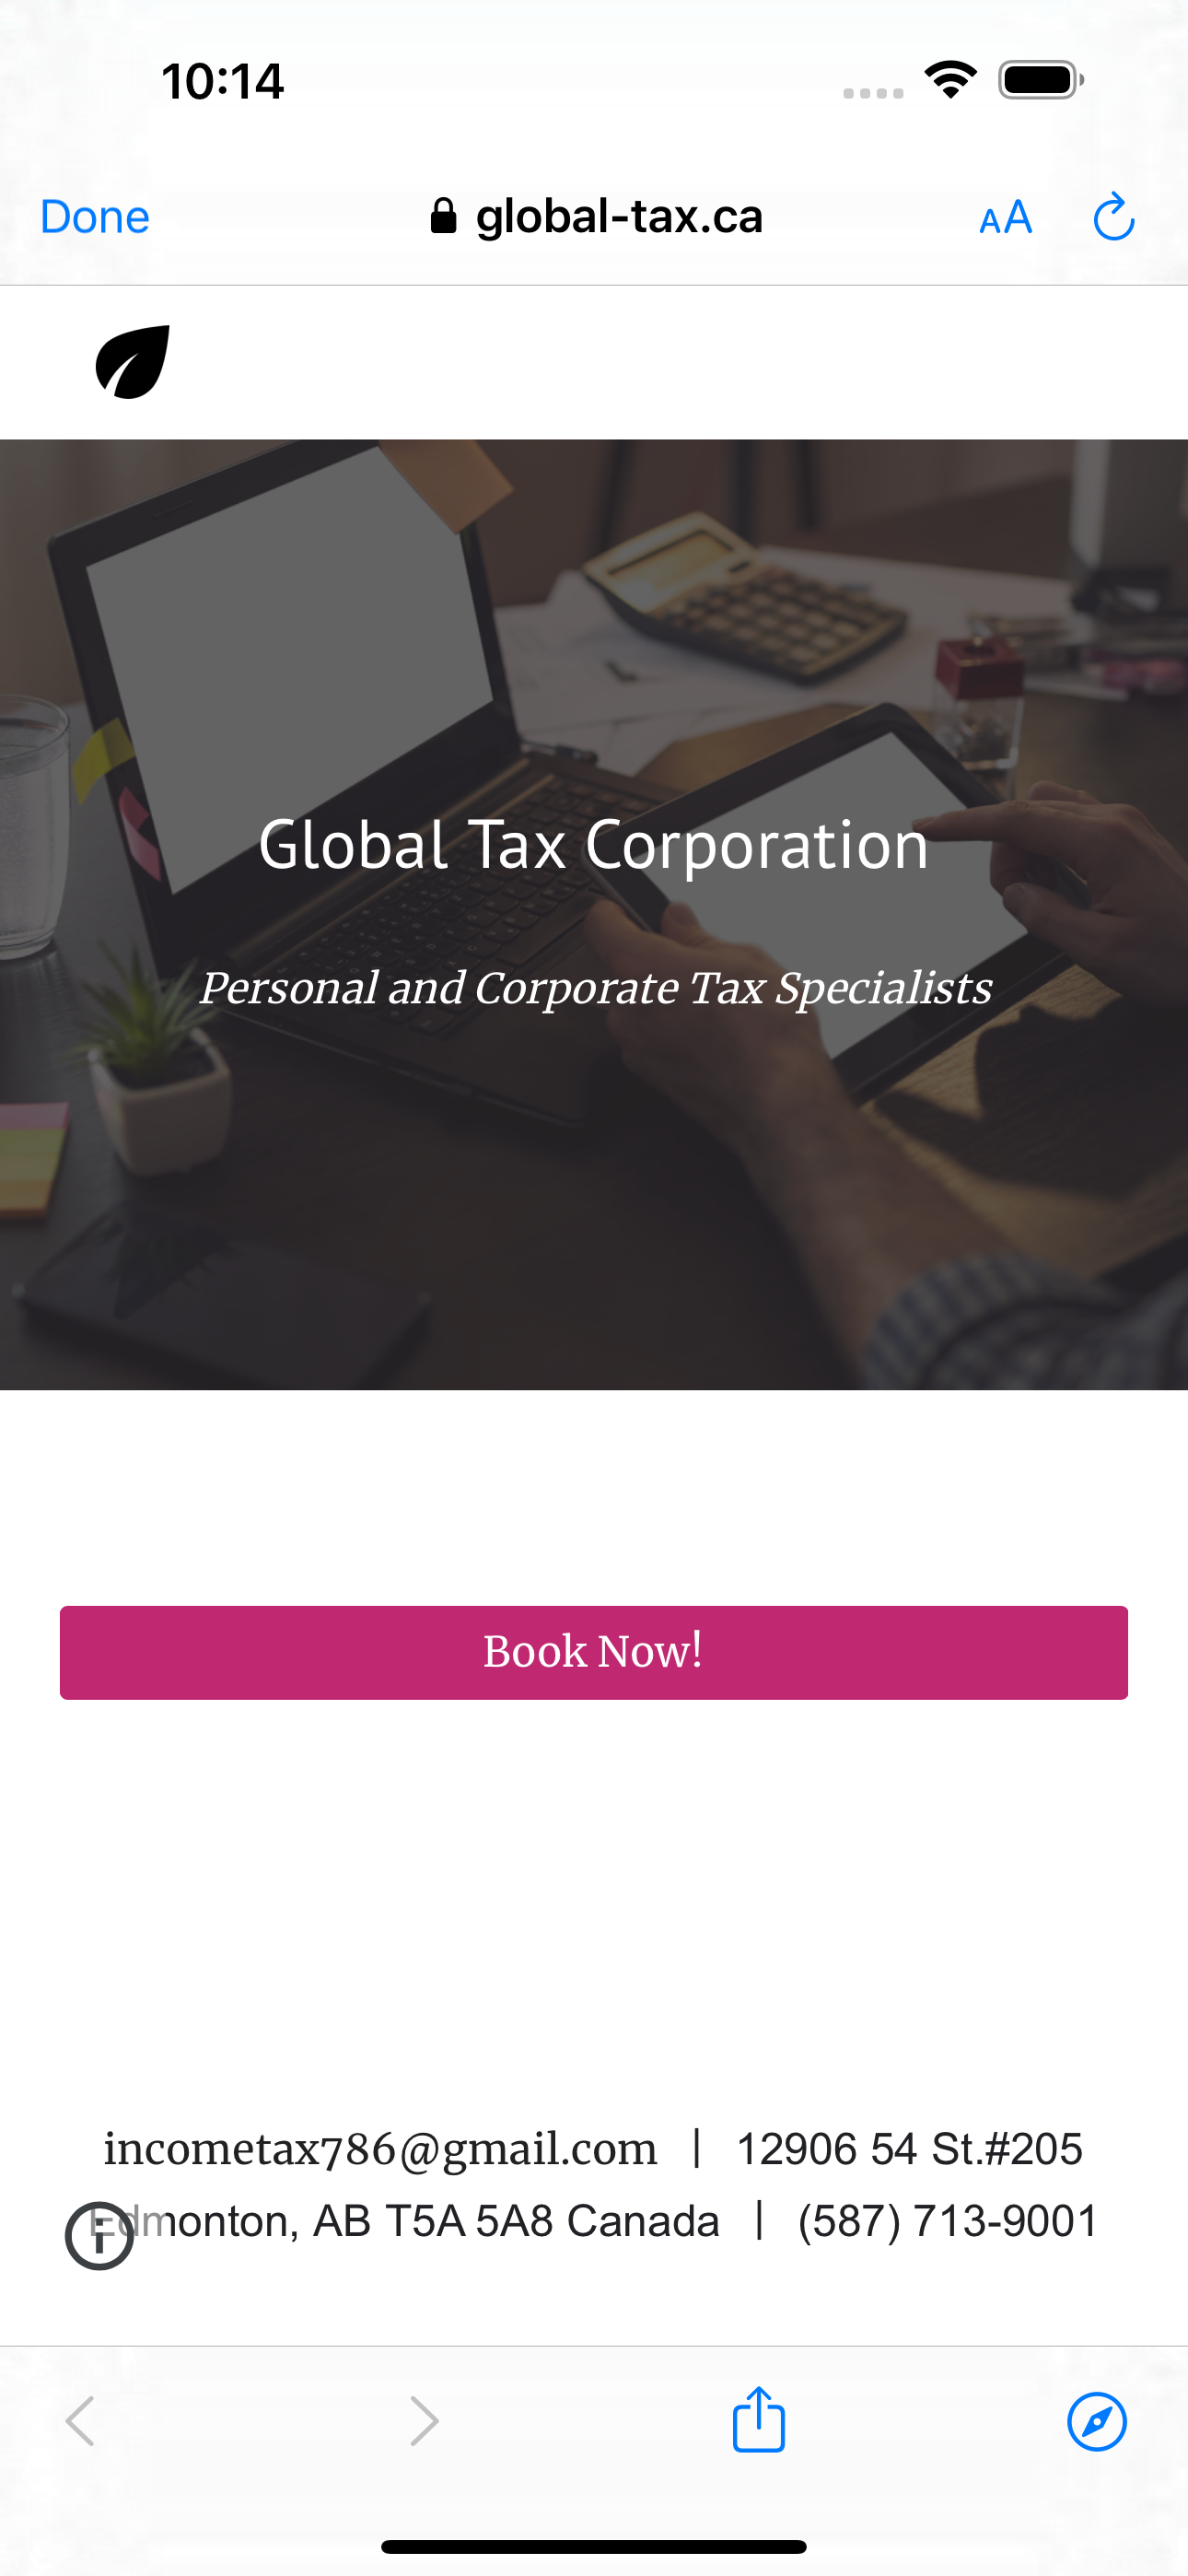 10:14
Done
global-tax.ca
AA
Global Tax Corporation
Personal and Corporate Tax Specialists
Book Now!
incometax786@gmail.com | 12906 54 St.#205
Edmonton, AB T5A 5A8 Canada | (587) 713-9001